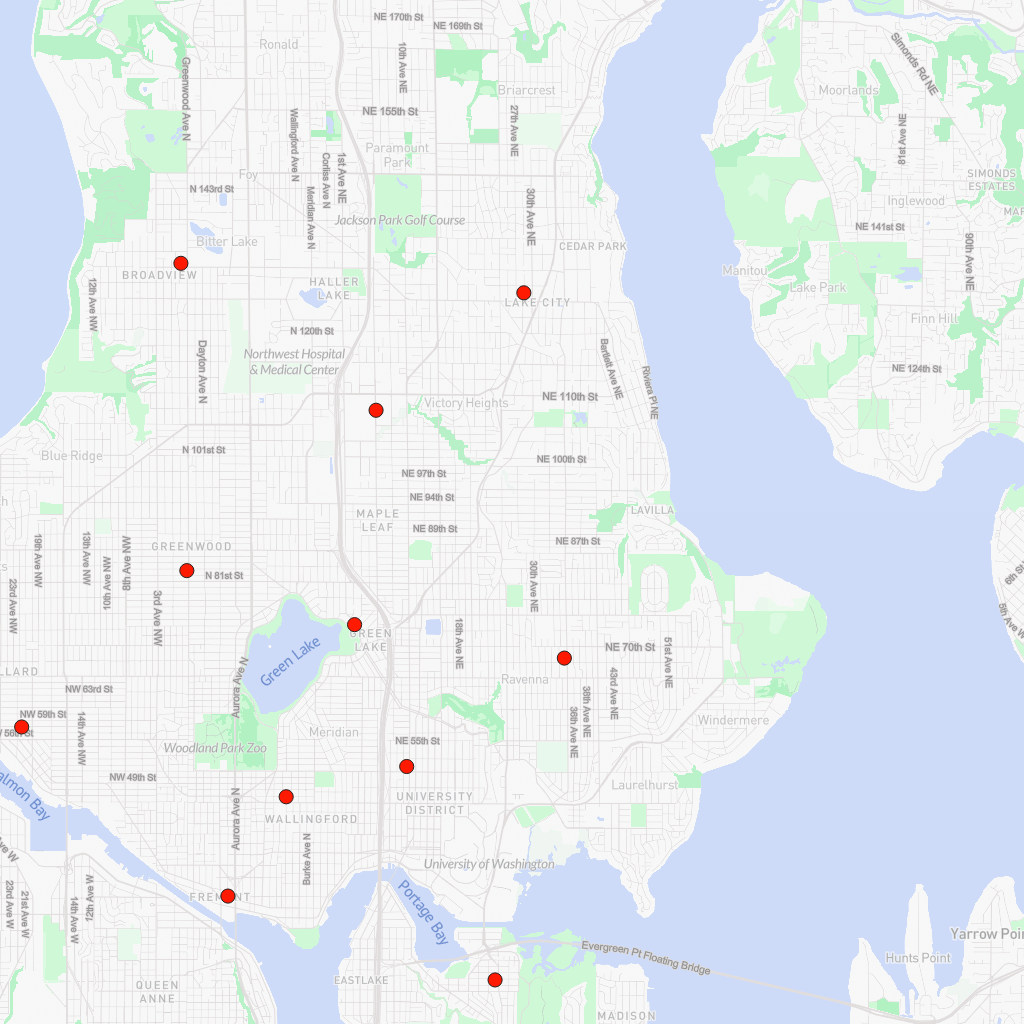 NE 170th St
NE 169th St
Ronald
Greenwood Ave N
10th Ave NE
Simonds Rd NE
Briarcrest
Moorlands
NE 155th St
27th Ave NE
Wallingford Ave N
81st Ave NE
Paramount
Park
Corliss Ave N
1st Ave NE
Foy
SIMONDS
ESTATES
N 143rd St
Meridian Ave N
30th Ave NE
Inglewood
Jackson Park Golf Course
NE 141st St
Bitter Lake
CEDAR PARK
90th Ave NE
BROADVIEW
Manitou
12th Ave NW
HALLER
LAKE
Lake Park
LAKE CITY
Finn Hill
N 120th St
Northwest Hospital
& Medical Center
Dayton Ave N
Bartlett Ave NE
Riviera Pl NE
NE 124th St
Victory Heights
NE 110th St
N 101st St
Blue Ridge
NE 100th St
NE 97th St
NE 94th St
MAPLE
LEAF
LAVILLA
NE 89th St
NE 87th St
GREENWOOD
19th Ave NW
13th Ave NW
10th Ave NW
8th Ave NW
N 81st St
30th Ave NE
6th St
23rd Ave NW
3rd Ave NW
5th Ave W
GREEN
LAKE
Green Lake
18th Ave NE
NE 70th St
51st Ave NE
Ravenna
43rd Ave NE
NW 63rd St
Aurora Ave N
38th Ave NE
36th Ave NE
NW 59th St
Windermere
14th Ave NW
Meridian
Woodland Park Zoo
NE 55th St
NW 49th St
Laurelhurst
UNIVERSITY
DISTRICT
Aurora Ave N
WALLINGFORD
Burke Ave N
University of Washington
23rd Ave W
21st Ave W
14th Ave W
12th Ave W
FREMONT
Portage Bay
Evergreen Pt Floating Bridge
Hunts Point
EASTLAKE
QUEEN
ANNE
MADISON